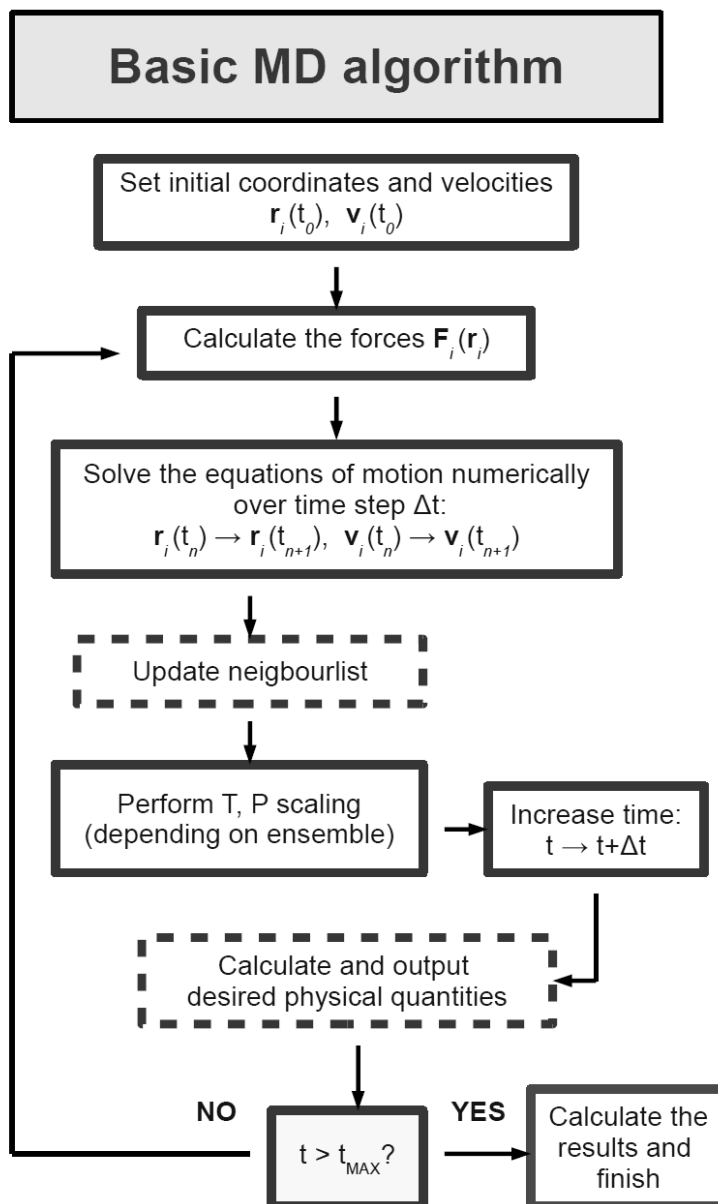 Basic MD algorithm
Set initial coordinates and velocities
r_i(t_0), v_i(t_0)
Calculate the forces F_i(r_i)
Solve the equations of motion numerically
over time step Δt:
r_i(t_n) → r_i(t_{n+1}), v_i(t_n) → v_i(t_{n+1})
Update neigbourlist
Perform T, P scaling
(depending on ensemble)
Increase time:
t → t+Δt
Calculate and output
desired physical quantities
NO
t > t_MAX?
YES
Calculate the
results and
finish